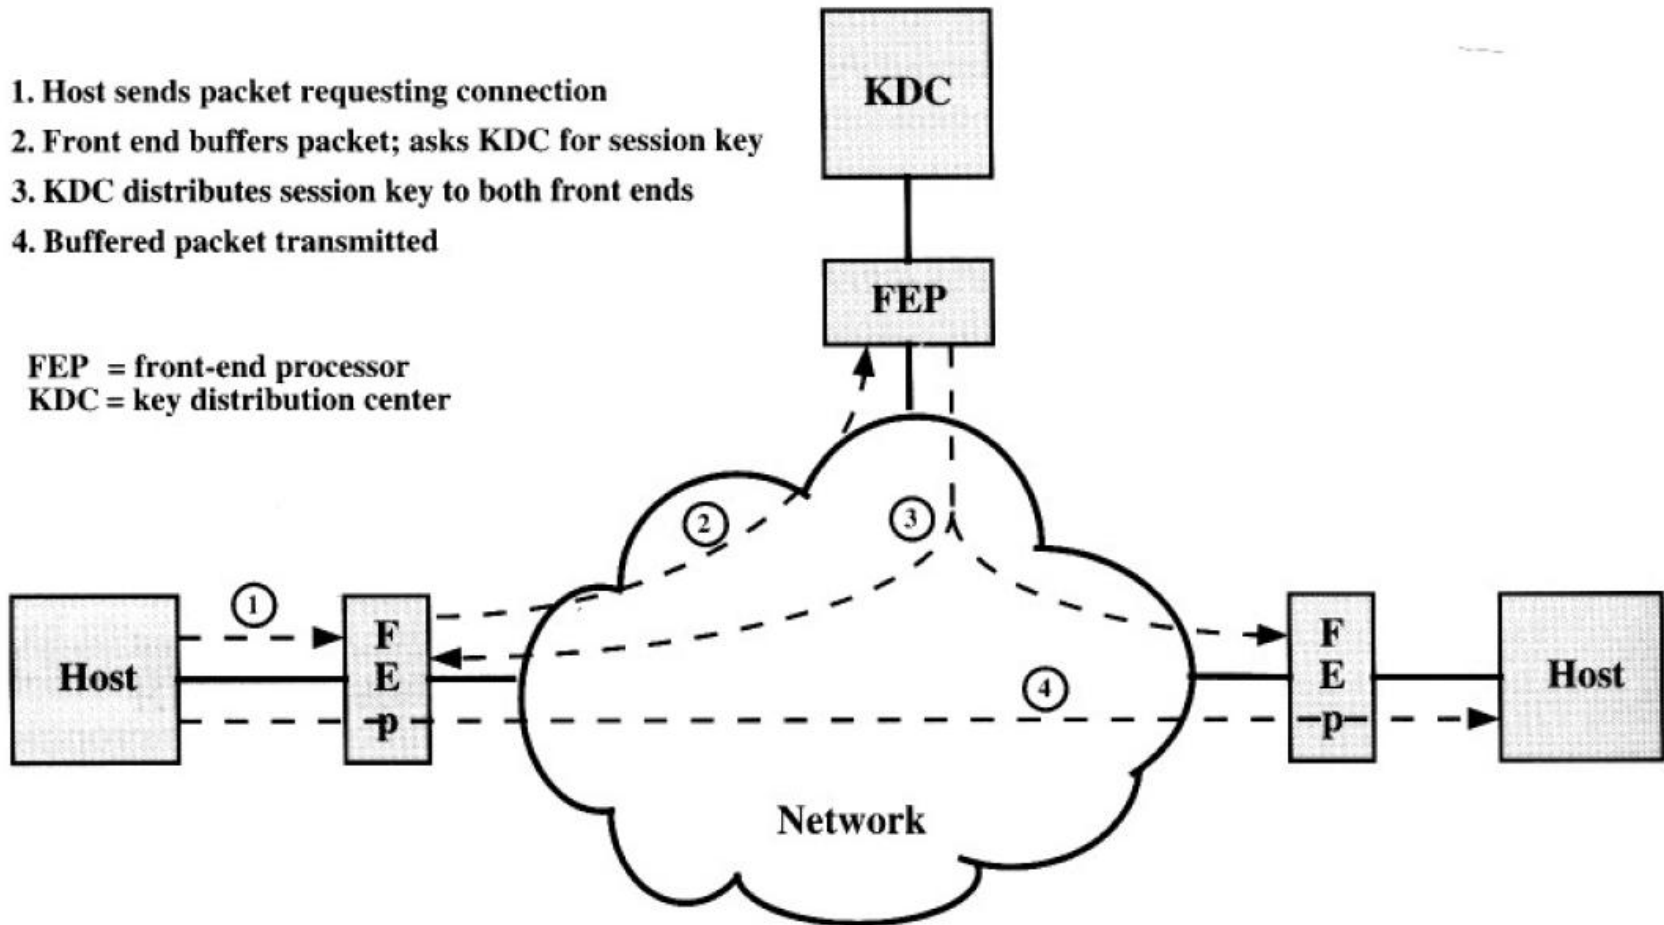 1. Host sends packet requesting connection
2. Front end buffers packet; asks KDC for session key
3. KDC distributes session key to both front ends
4. Buffered packet transmitted
FEP = front-end processor
KDC = key distribution center
KDC
FEP
2
3
1
Host
F
E
p
4
F
E
p
Host
Network